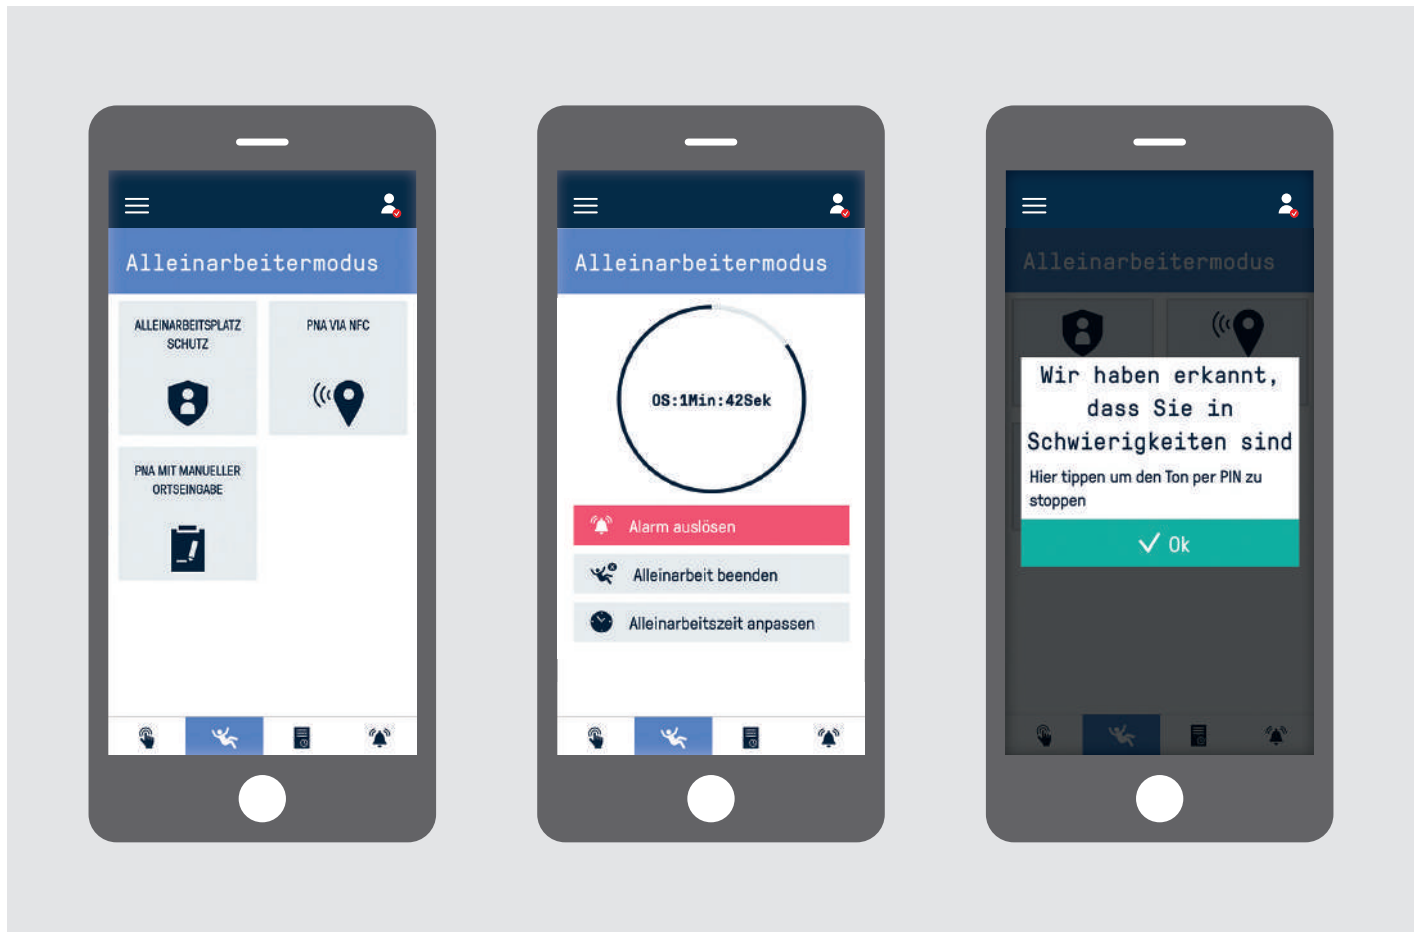 Alleinarbeitermodus
ALLEINARBEITSPLATZ
SCHUTZ
PNA VIA NFC
PNA MIT MANUELLER
ORTSEINGABE
Alleinarbeitermodus
0S:1Min:42Sek
Alarm auslösen
Alleinarbeit beenden
Alleinarbeitszeit anpassen
Alleinarbeitermodus
Wir haben erkannt,
dass Sie in
Schwierigkeiten sind
Hier tippen um den Ton per PIN zu
stoppen
Ok